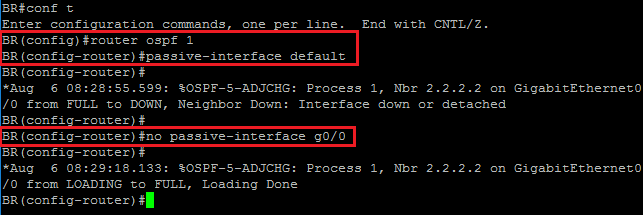 BR#conf t
Enter configuration commands, one per line.  End with CNTL/Z.
BR(config)#router ospf 1
BR(config-router)#passive-interface default
BR(config-router)#
*Aug  6 08:28:55.599: %OSPF-5-ADJCHG: Process 1, Nbr 2.2.2.2 on GigabitEthernet0
/0 from FULL to DOWN, Neighbor Down: Interface down or detached
BR(config-router)#
BR(config-router)#no passive-interface g0/0
BR(config-router)#
*Aug  6 08:29:18.133: %OSPF-5-ADJCHG: Process 1, Nbr 2.2.2.2 on GigabitEthernet0
/0 from LOADING to FULL, Loading Done
BR(config-router)#